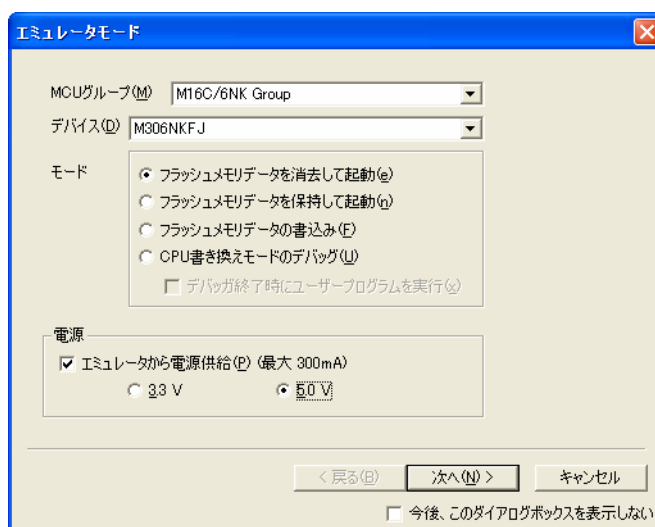 エミュレータモード
MCUグループ(M) M16C/6NK Group
デバイス(D) M306NKFJ
モード
フラッシュメモリデータを消去して起動(e)
フラッシュメモリデータを保持して起動(n)
フラッシュメモリデータの書込み(F)
CPU書き換えモードのデバッグ(U)
デバッガ終了時にユーザープログラムを実行(x)
電源
エミュレータから電源供給(P) (最大 300mA)
3.3 V 5.0 V
< 戻る(B) 次へ(N) > キャンセル
今後、このダイアログボックスを表示しない